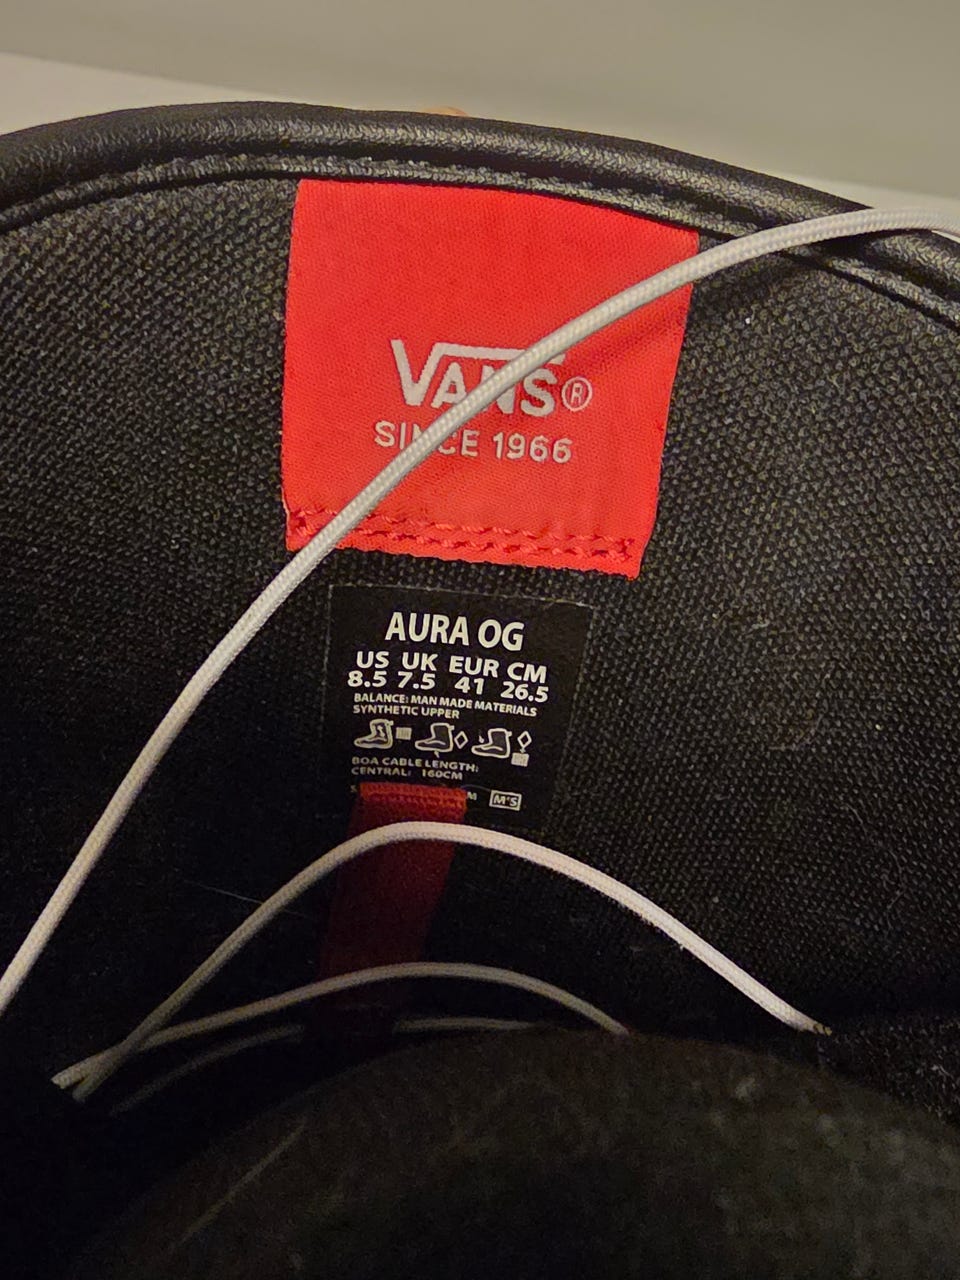 VANS®
SINCE 1966
AURA OG
US UK EUR CM
8.5 7.5 41 26.5
BALANCE: MAN MADE MATERIALS
SYNTHETIC UPPER
BOA CABLE LENGTH:
CENTRAL: 160CM
M'S